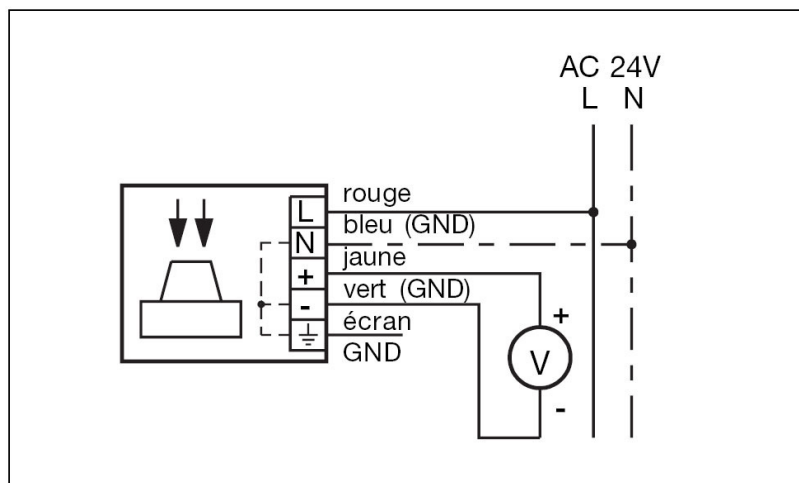 AC 24V
L N
rouge
L
bleu (GND)
N
jaune
+
vert (GND)
-
écran
GND
+
V
-